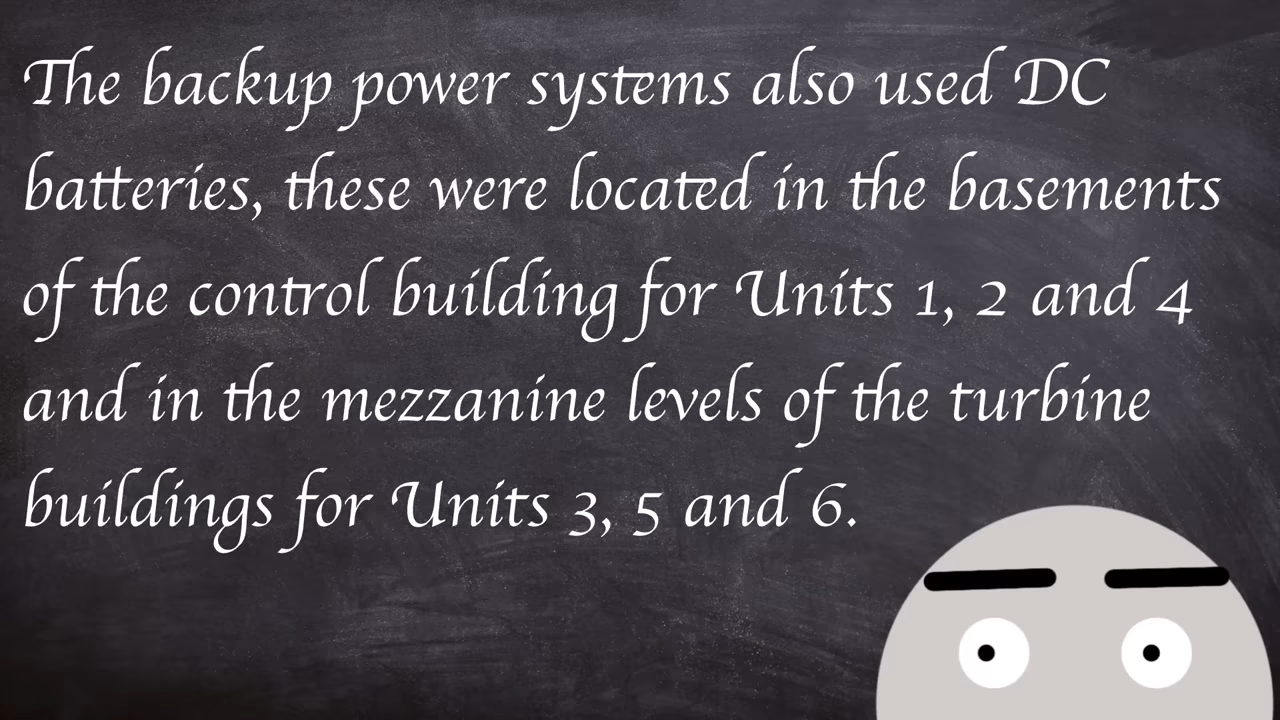 The backup power systems also used DC
batteries, these were located in the basements
of the control building for Units 1, 2 and 4
and in the mezzanine levels of the turbine
buildings for Units 3, 5 and 6.